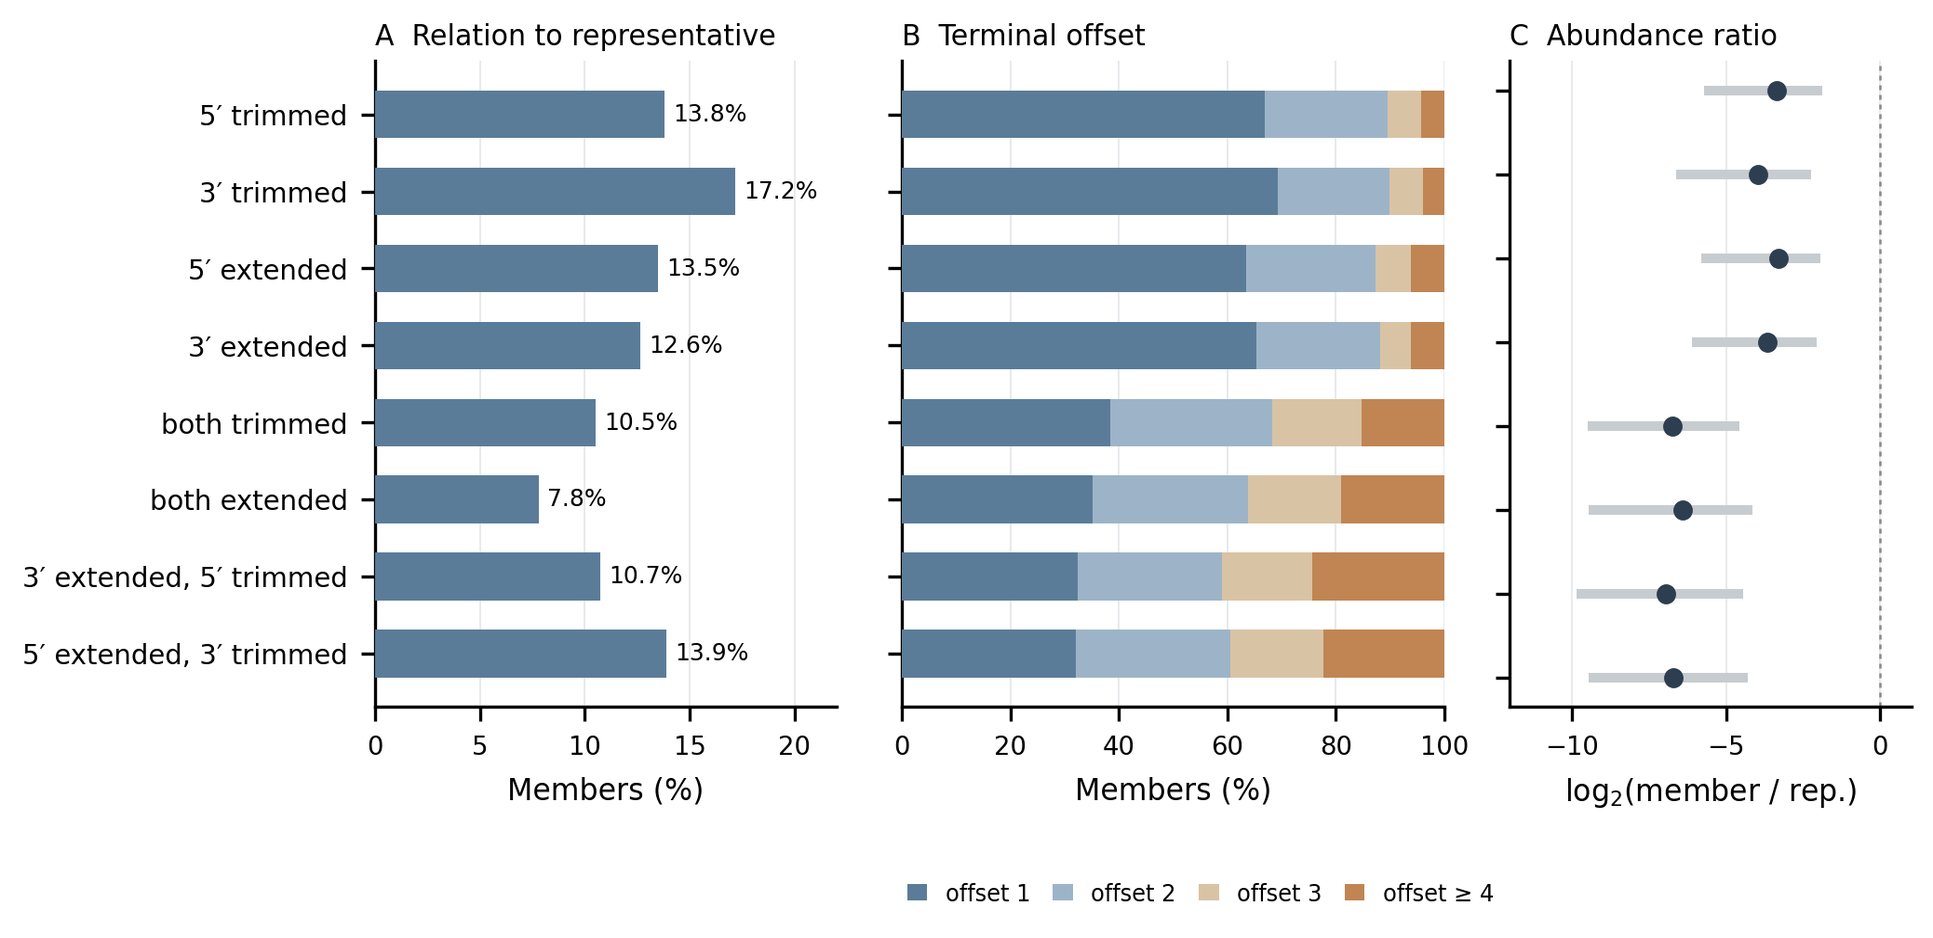 A  Relation to representative
5′ trimmed
3′ trimmed
5′ extended
3′ extended
both trimmed
both extended
3′ extended, 5′ trimmed
5′ extended, 3′ trimmed
13.8%
17.2%
13.5%
12.6%
10.5%
7.8%
10.7%
13.9%
0 5 10 15 20
Members (%)
B  Terminal offset
0 20 40 60 80 100
Members (%)
C  Abundance ratio
−10 −5 0
log₂(member / rep.)
offset 1 offset 2 offset 3 offset ≥ 4